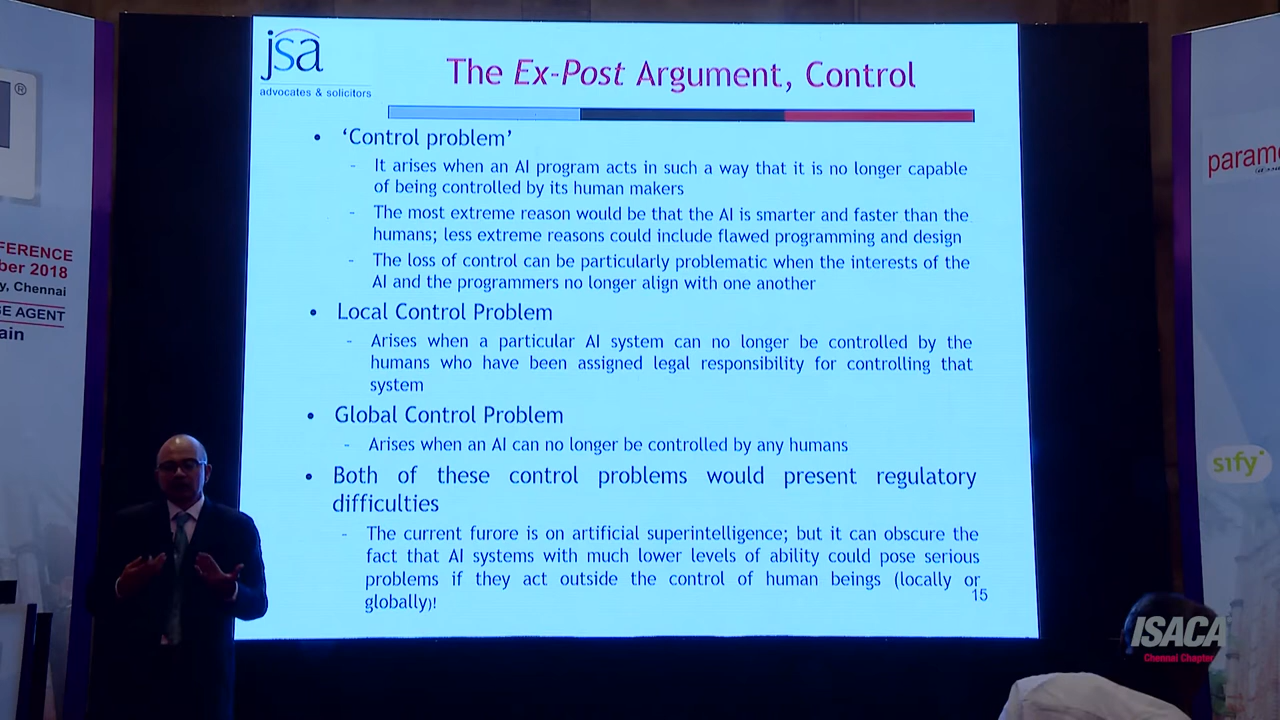 jsa
advocates & solicitors
The Ex-Post Argument, Control
• 'Control problem'
- It arises when an AI program acts in such a way that it is no longer capable
of being controlled by its human makers
- The most extreme reason would be that the AI is smarter and faster than the
humans; less extreme reasons could include flawed programming and design
- The loss of control can be particularly problematic when the interests of the
AI and the programmers no longer align with one another
• Local Control Problem
- Arises when a particular AI system can no longer be controlled by the
humans who have been assigned legal responsibility for controlling that
system
• Global Control Problem
- Arises when an AI can no longer be controlled by any humans
• Both of these control problems would present regulatory
difficulties
- The current furore is on artificial superintelligence; but it can obscure the
fact that AI systems with much lower levels of ability could pose serious
problems if they act outside the control of human beings (locally or
globally)!
15
®
FERENCE
ber 2018
y, Chennai
SE AGENT
ain
param
sify
ISACA
Chennai Chapter